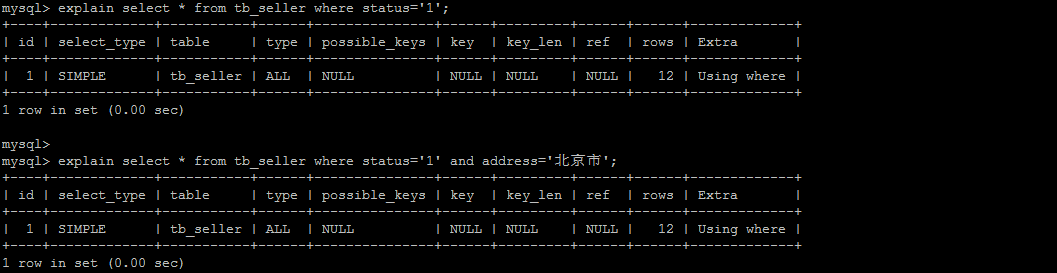 mysql> explain select * from tb_seller where status='1';
+----+-------------+-----------+------+---------------+------+---------+------+------+-------------+
| id | select_type | table     | type | possible_keys | key  | key_len | ref  | rows | Extra       |
+----+-------------+-----------+------+---------------+------+---------+------+------+-------------+
|  1 | SIMPLE      | tb_seller | ALL  | NULL          | NULL | NULL    | NULL |   12 | Using where |
+----+-------------+-----------+------+---------------+------+---------+------+------+-------------+
1 row in set (0.00 sec)
mysql>
mysql> explain select * from tb_seller where status='1' and address='北京市';
+----+-------------+-----------+------+---------------+------+---------+------+------+-------------+
| id | select_type | table     | type | possible_keys | key  | key_len | ref  | rows | Extra       |
+----+-------------+-----------+------+---------------+------+---------+------+------+-------------+
|  1 | SIMPLE      | tb_seller | ALL  | NULL          | NULL | NULL    | NULL |   12 | Using where |
+----+-------------+-----------+------+---------------+------+---------+------+------+-------------+
1 row in set (0.00 sec)